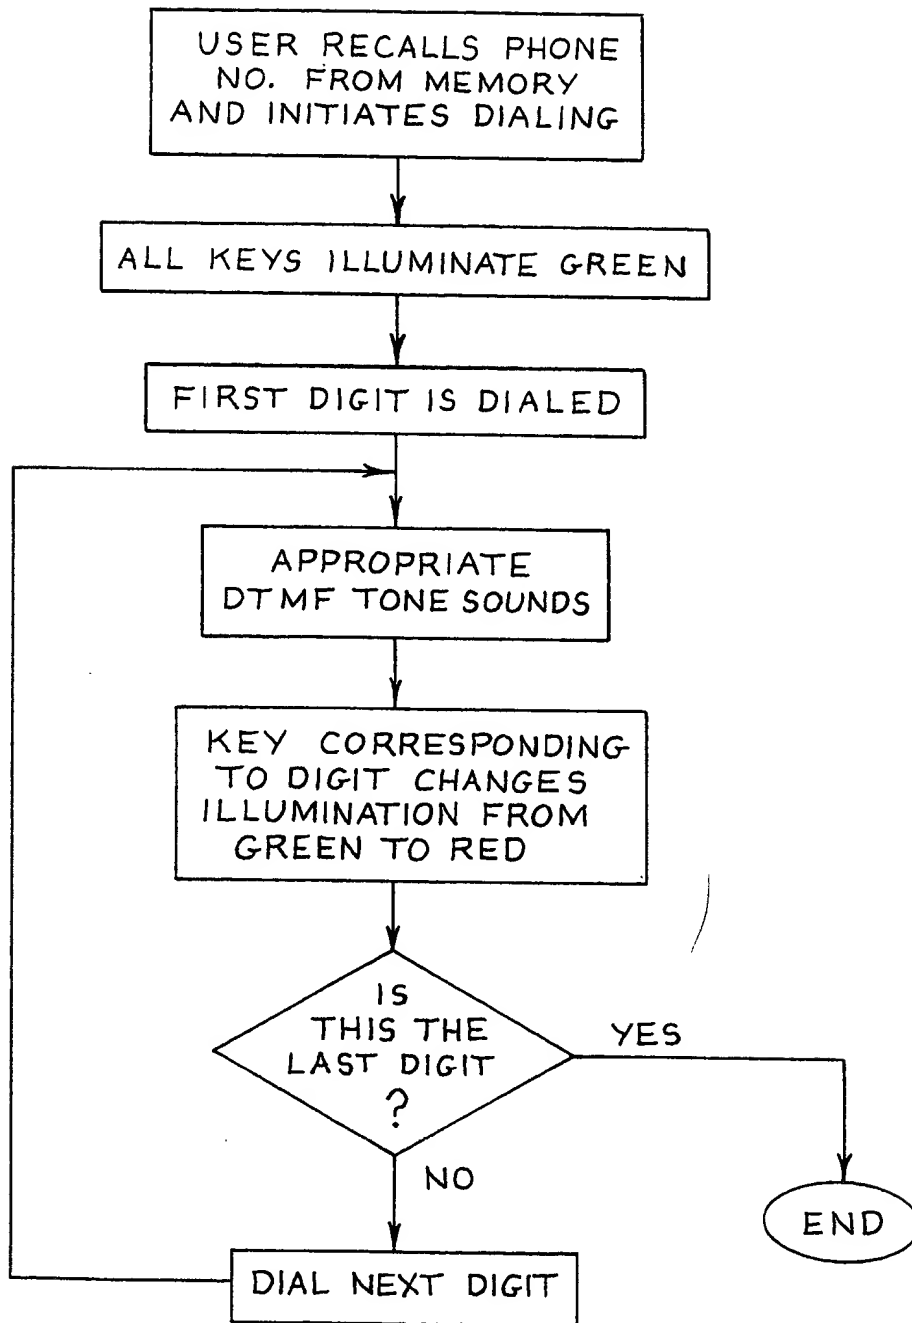 USER RECALLS PHONE
NO. FROM MEMORY
AND INITIATES DIALING
ALL KEYS ILLUMINATE GREEN
FIRST DIGIT IS DIALED
APPROPRIATE
DTMF TONE SOUNDS
KEY CORRESPONDING
TO DIGIT CHANGES
ILLUMINATION FROM
GREEN TO RED
IS
THIS THE
LAST DIGIT
?
YES
NO
END
DIAL NEXT DIGIT